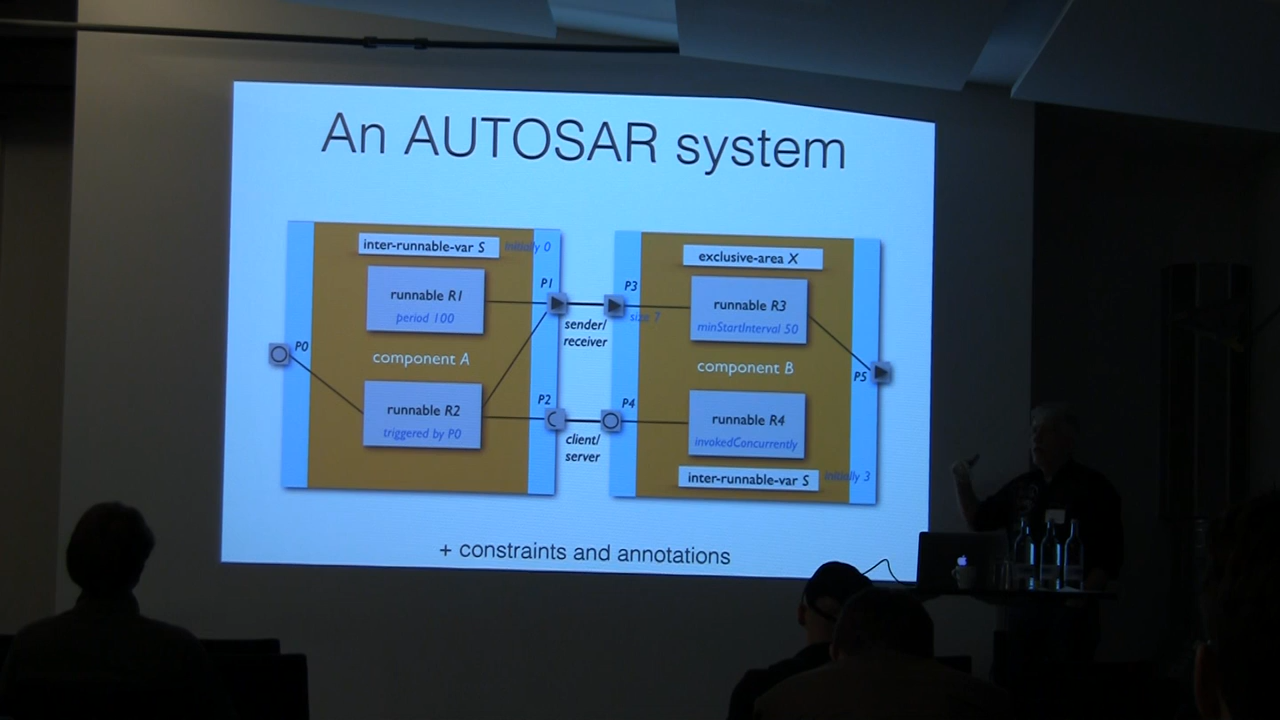 An AUTOSAR system
inter-runnable-var S
initially 0
runnable R1
period 100
component A
runnable R2
triggered by P0
P0
P1
P2
sender/
receiver
client/
server
P3
size 7
P4
exclusive-area X
runnable R3
minStartInterval 50
component B
P5
runnable R4
invokedConcurrently
inter-runnable-var S
initially 3
+ constraints and annotations